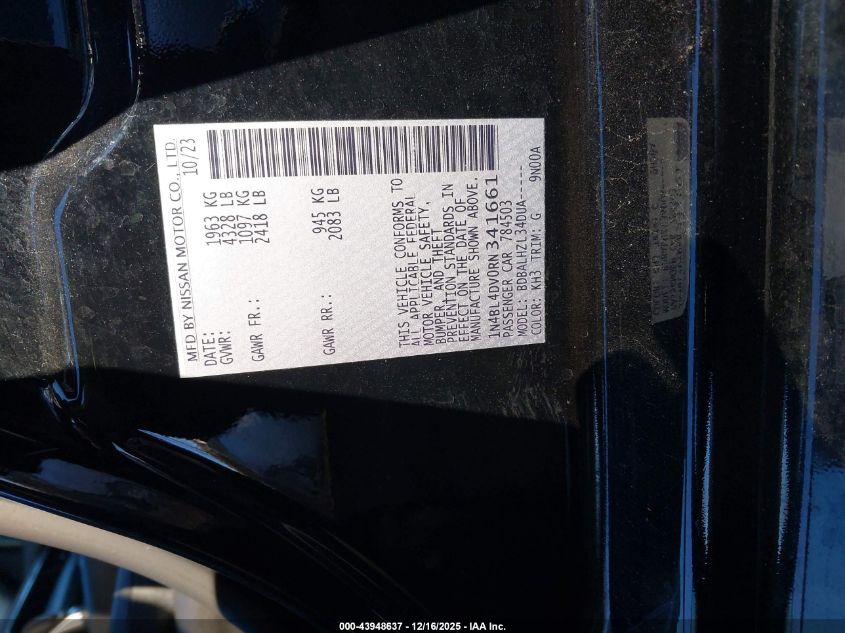 MFD BY NISSAN MOTOR CO., LTD.
DATE: 10/23
GVWR: 1963 KG
4328 LB
GAWR FR.: 1097 KG
2418 LB
GAWR RR.: 945 KG
2083 LB
THIS VEHICLE CONFORMS TO
ALL APPLICABLE FEDERAL
MOTOR VEHICLE SAFETY,
BUMPER, AND THEFT
PREVENTION STANDARDS IN
EFFECT ON THE DATE OF
MANUFACTURE SHOWN ABOVE.
1N4BL4DV0RN341661
PASSENGER CAR 784503
MODEL: BDBALHZL34DUA------
COLOR: KH3 TRIM: G 9N00A
000-43948637 - 12/16/2025 - IAA Inc.